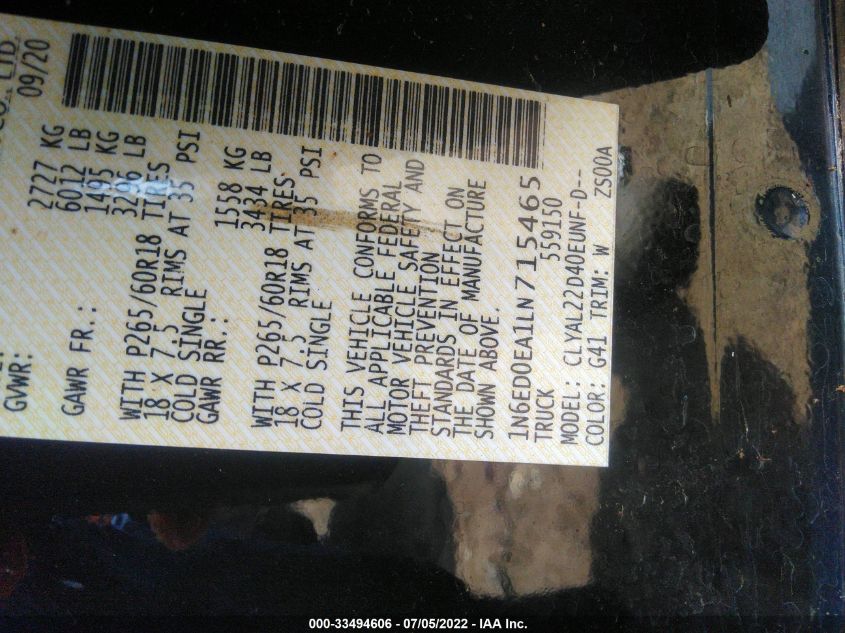 CO., LTD.
09/20
GVWR: 2727 KG
6012 LB
GAWR FR.: 1495 KG
3296 LB
WITH P265/60R18 TIRES
18 X 7.5 RIMS AT 35 PSI
COLD SINGLE
GAWR RR.: 1558 KG
3434 LB
WITH P265/60R18 TIRES
18 X 7.5 RIMS AT 35 PSI
COLD SINGLE
THIS VEHICLE CONFORMS TO
ALL APPLICABLE FEDERAL
MOTOR VEHICLE SAFETY AND
THEFT PREVENTION
STANDARDS IN EFFECT ON
THE DATE OF MANUFACTURE
SHOWN ABOVE.
1N6ED0EA1LN715465
TRUCK 559150
MODEL: CLYAL22D40EUNF-D--
COLOR: G41 TRIM: W ZS00A
000-33494606 - 07/05/2022 - IAA Inc.